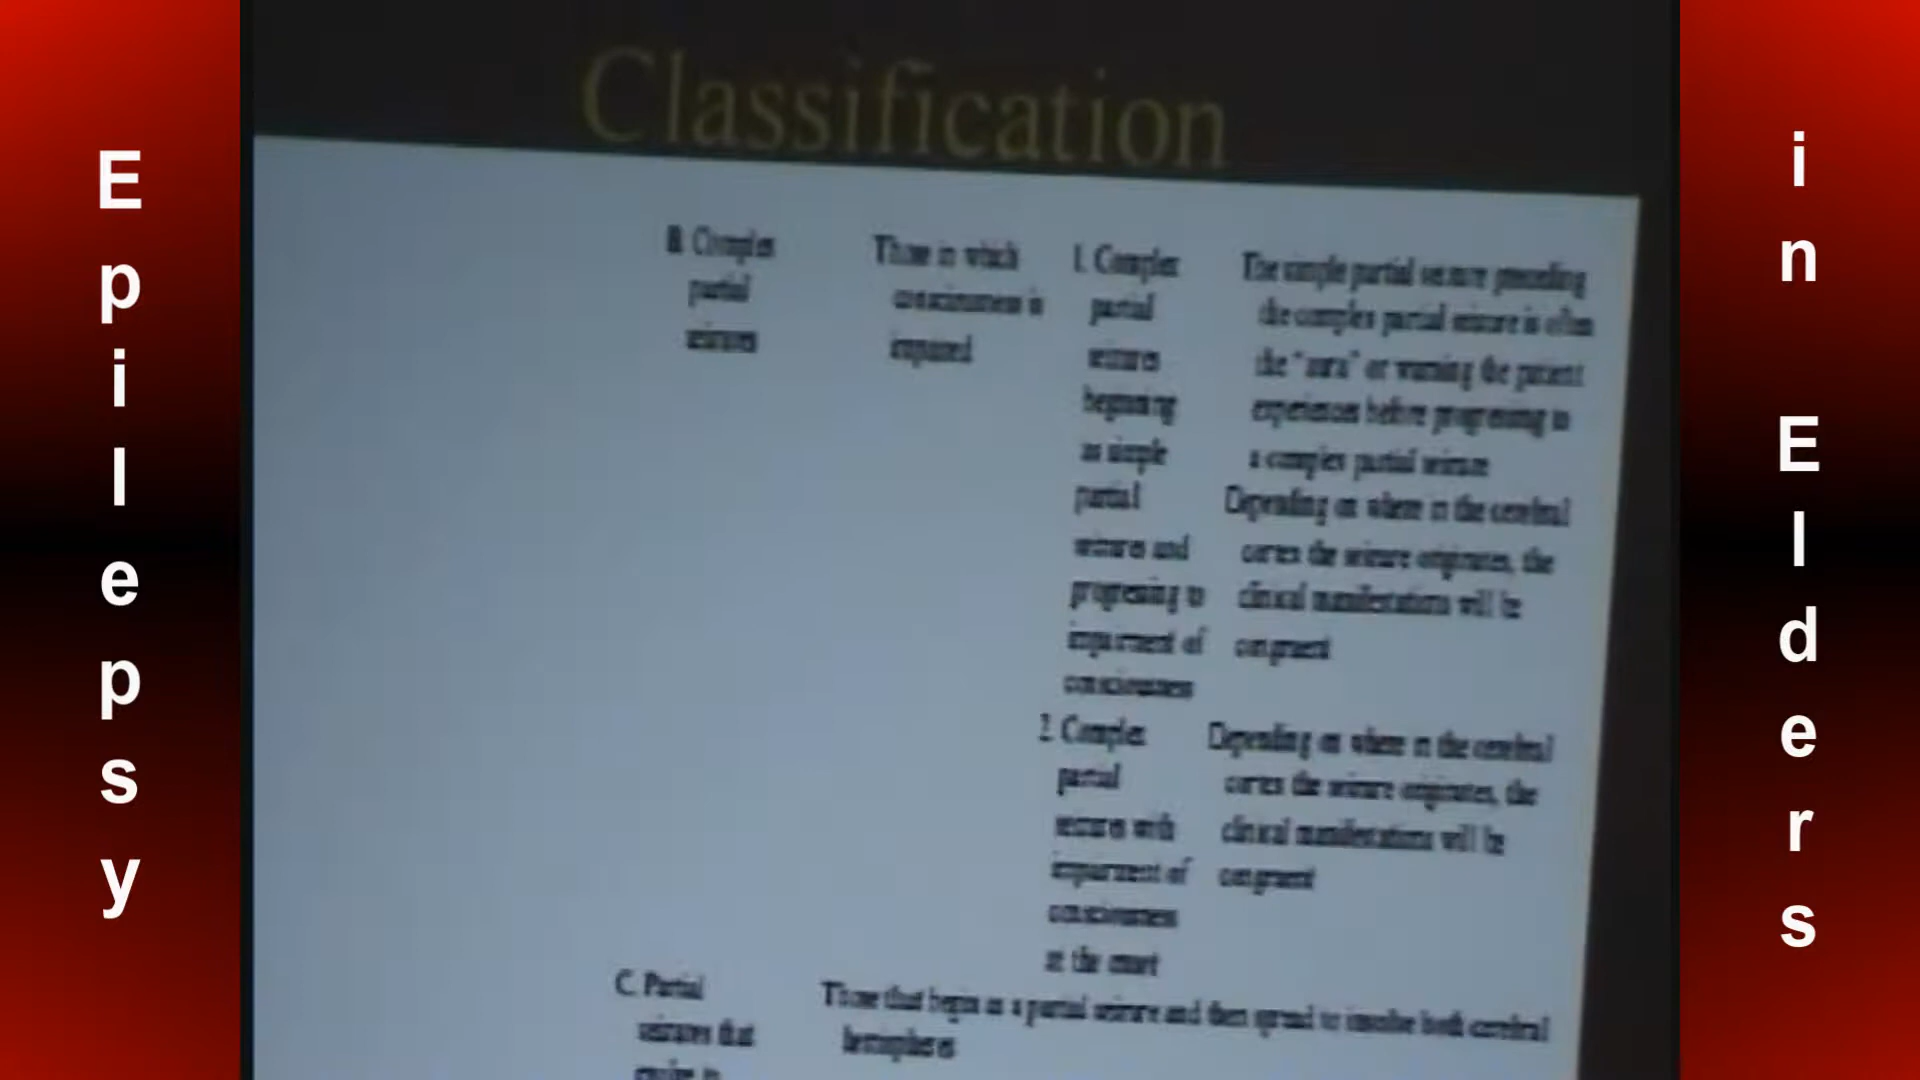 Epilepsy
in Elders
Classification
B. Complex
partial
seizures
Those in which
consciousness is
impaired
1. Complex
partial
seizures
beginning
as simple
partial
seizures and
progressing to
impairment of
consciousness
The simple partial seizure preceding
the complex partial seizure is often
the "aura" or warning the patient
experiences before progressing to
a complex partial seizure
Depending on where in the cerebral
cortex the seizure originates, the
clinical manifestations will be
congruent
2. Complex
partial
seizures with
impairment of
consciousness
at the onset
Depending on where in the cerebral
cortex the seizure originates, the
clinical manifestations will be
congruent
C. Partial
seizures that
evolve to
Those that begin as a partial seizure and then spread to involve both cerebral
hemispheres